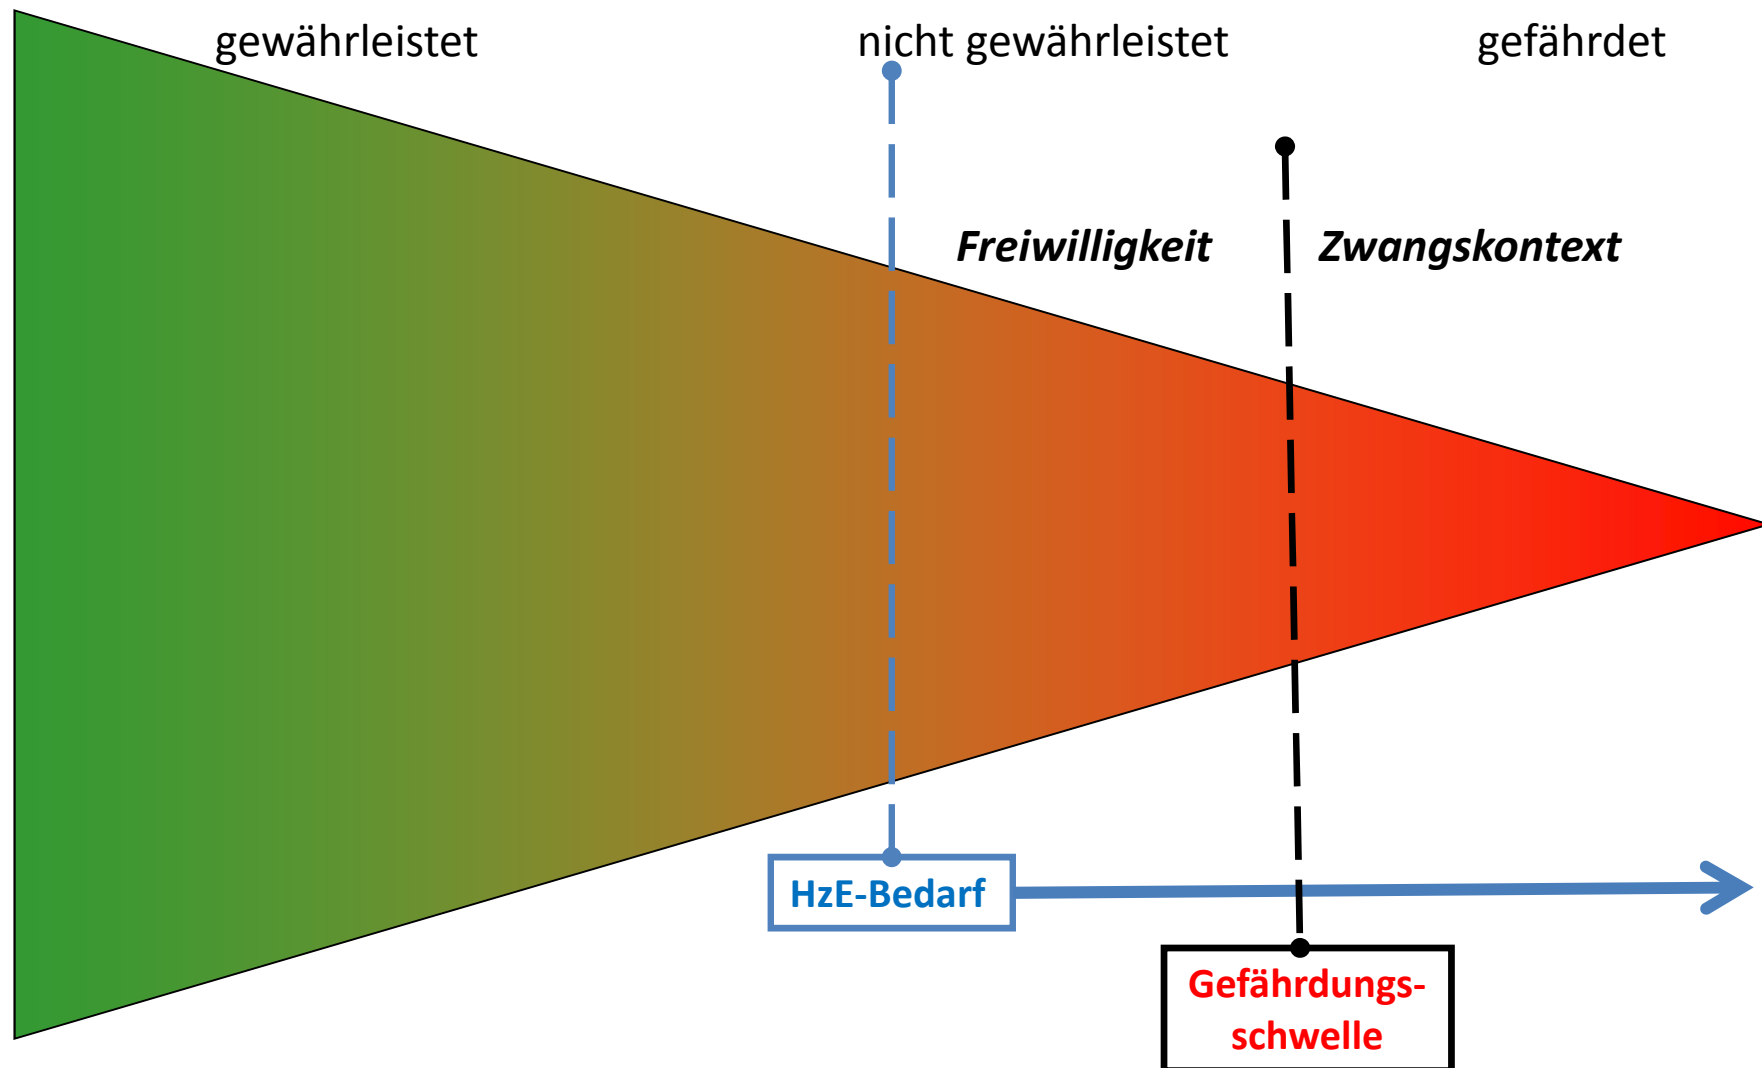 gewährleistet
nicht gewährleistet
gefährdet
Freiwilligkeit
Zwangskontext
HzE-Bedarf
Gefährdungs-
schwelle